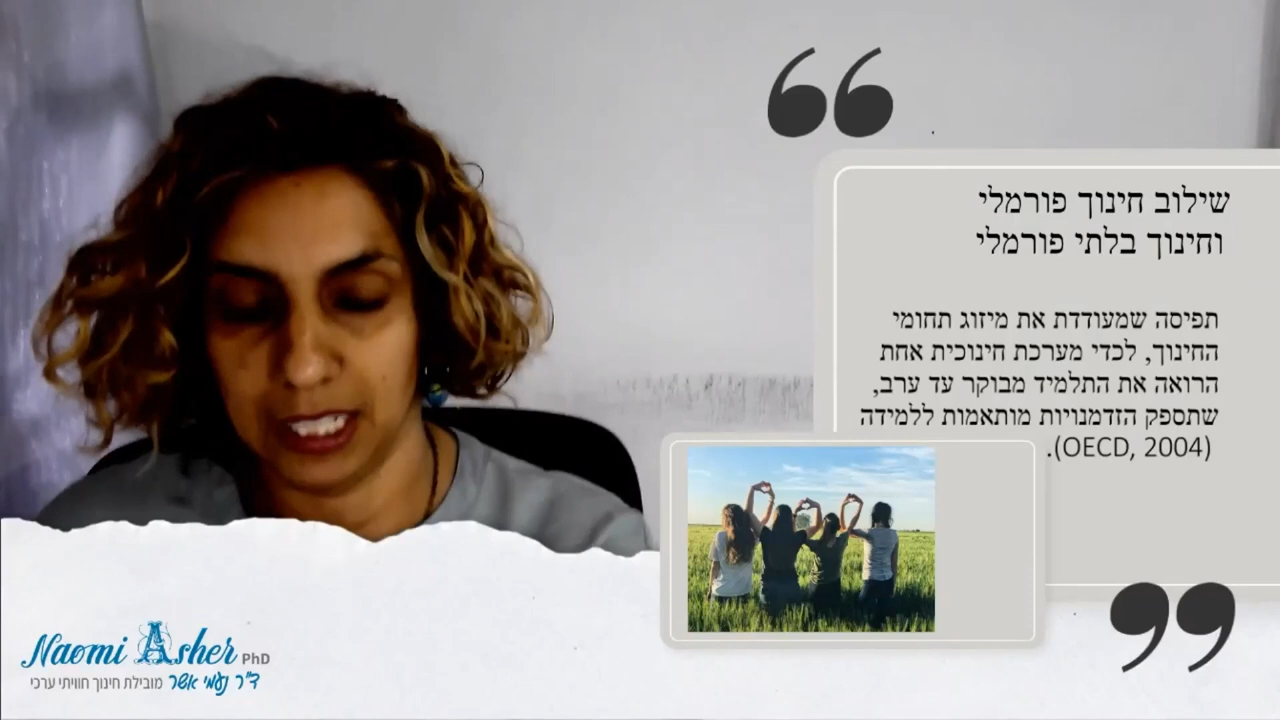 שילוב חינוך פורמלי
וחינוך בלתי פורמלי
תפיסה שמעודדת את מיזוג תחומי
החינוך, לכדי מערכת חינוכית אחת
הרואה את התלמיד מבוקר עד ערב,
שתספק הזדמנויות מותאמות ללמידה
(OECD, 2004).
Naomi Asher PhD
ד"ר נעמי אשר מובילת חינוך חוויתי ערכי